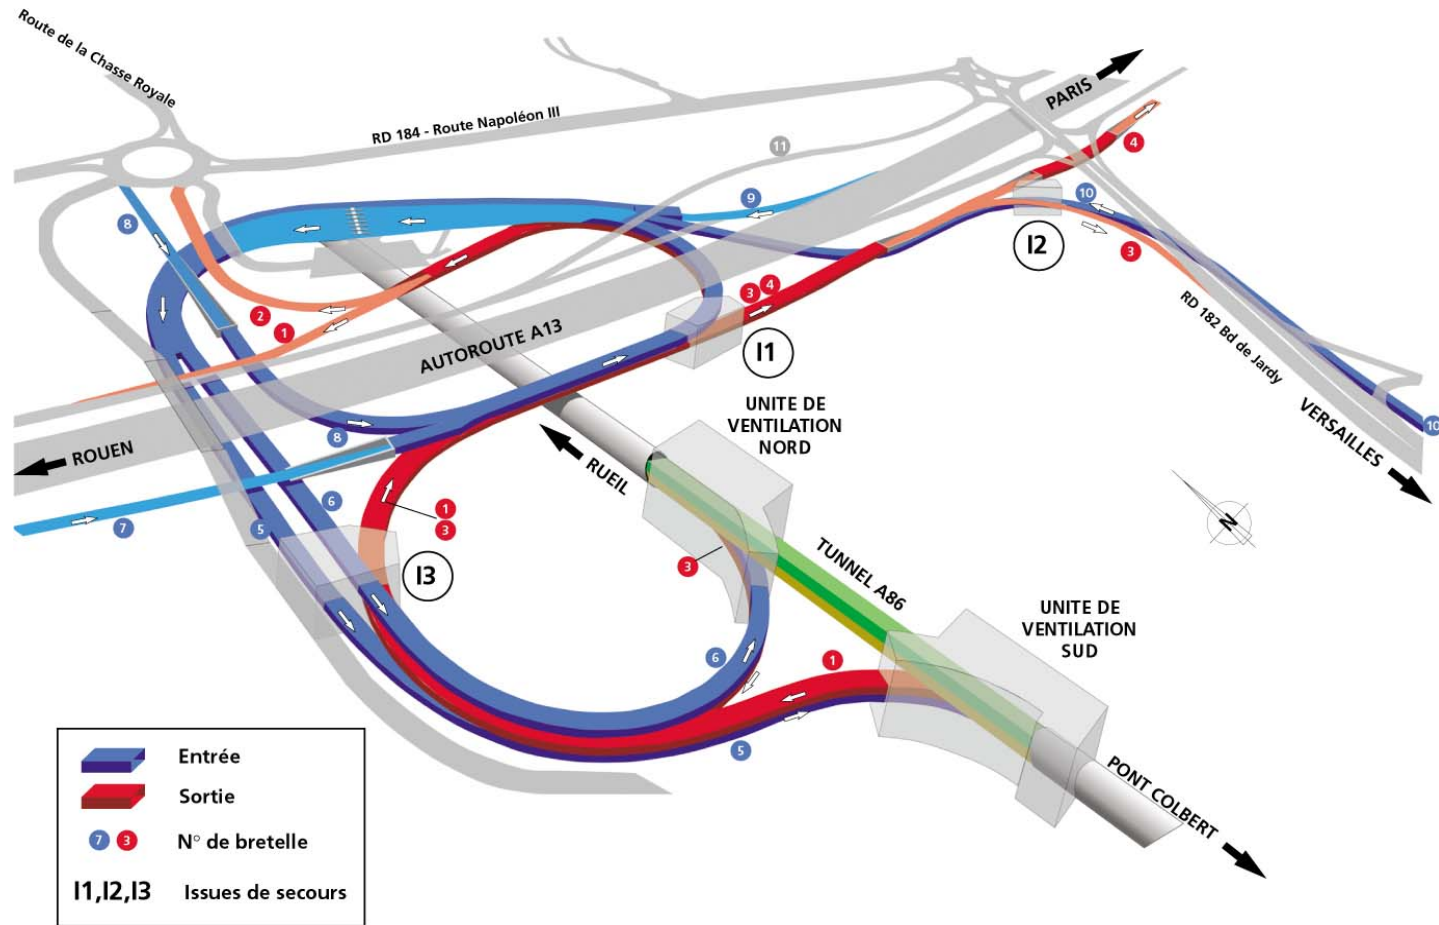 Route de la Chasse Royale
RD 184 - Route Napoléon III
PARIS
4
11
9
10
8
I2
3
3 4
2
1
AUTOROUTE A13
I1
RD 182 Bd de Jardy
UNITE DE
VENTILATION
NORD
VERSAILLES
10
8
ROUEN
RUEIL
6
7
5
1
3
I3
3
TUNNEL A86
N
UNITE DE
VENTILATION
SUD
6
1
5
PONT COLBERT
Entrée
Sortie
7 3 N° de bretelle
I1,I2,I3 Issues de secours